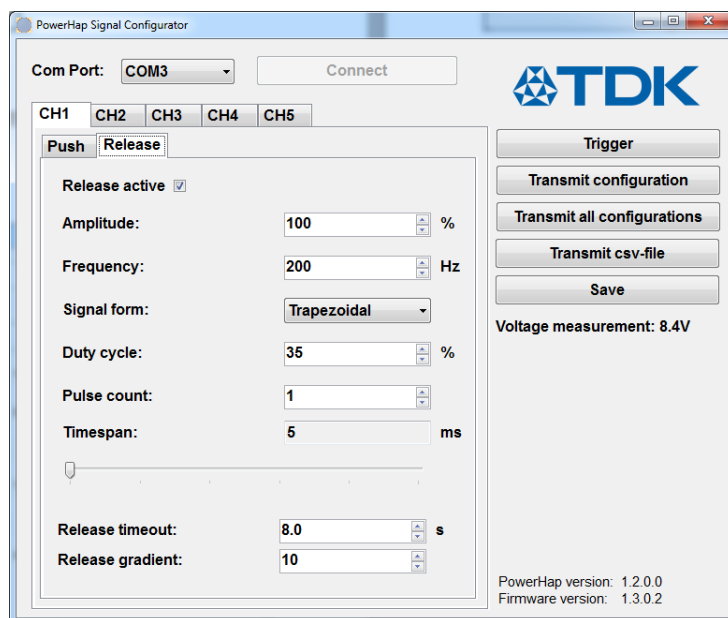 PowerHap Signal Configurator
Com Port: COM3 Connect
TDK
CH1 CH2 CH3 CH4 CH5
Push Release
Release active
Amplitude: 100 %
Frequency: 200 Hz
Signal form: Trapezoidal
Duty cycle: 35 %
Pulse count: 1
Timespan: 5 ms
Release timeout: 8.0 s
Release gradient: 10
Trigger
Transmit configuration
Transmit all configurations
Transmit csv-file
Save
Voltage measurement: 8.4V
PowerHap version: 1.2.0.0
Firmware version: 1.3.0.2